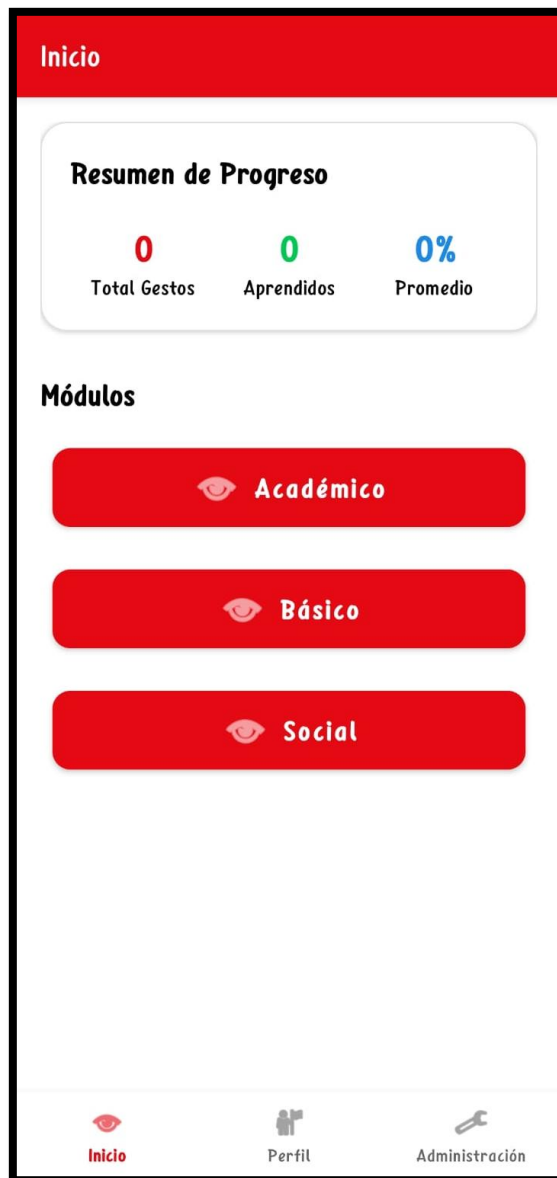 Inicio
Resumen de Progreso
0 0 0%
Total Gestos Aprendidos Promedio
Módulos
Académico
Básico
Social
Inicio Perfil Administración